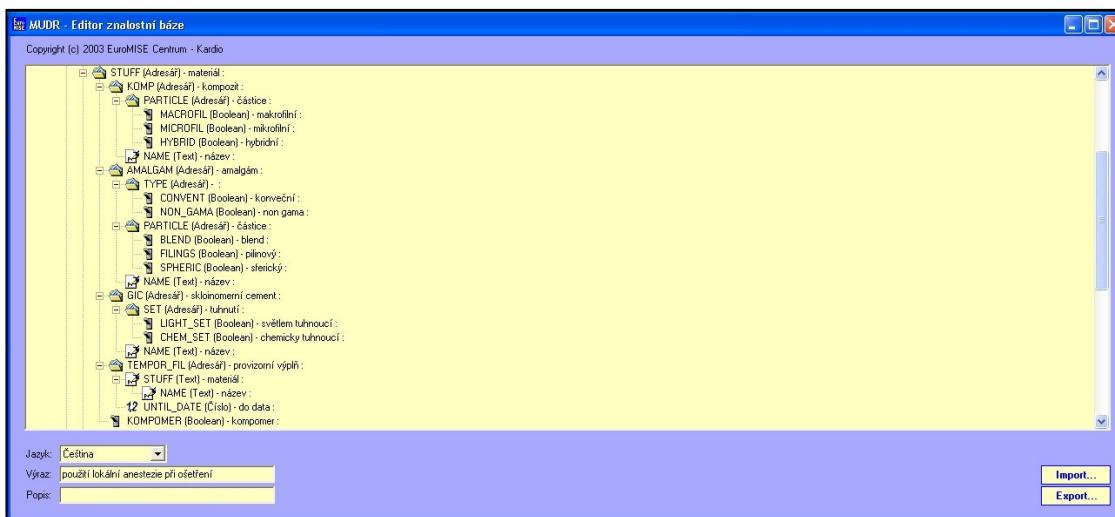 Euro MISE MUDR - Editor znalostní báze
Copyright (c) 2003 EuroMISE Centrum - Kardio
STUFF (Adresář) - materiál :
KOMP (Adresář) - kompozit :
PARTICLE (Adresář) - částice :
MACROFIL (Boolean) - makrofilní :
MICROFIL (Boolean) - mikrofilní :
HYBRID (Boolean) - hybridní :
NAME (Text) - název :
AMALGAM (Adresář) - amalgám :
TYPE (Adresář) - :
CONVENT (Boolean) - konveční :
NON_GAMA (Boolean) - non gama :
PARTICLE (Adresář) - částice :
BLEND (Boolean) - blend :
FILINGS (Boolean) - pilinový :
SPHERIC (Boolean) - sferický :
NAME (Text) - název :
GIC (Adresář) - skloinomerní cement :
SET (Adresář) - tuhnutí :
LIGHT_SET (Boolean) - světlem tuhnoucí :
CHEM_SET (Boolean) - chemicky tuhnoucí :
NAME (Text) - název :
TEMPOR_FIL (Adresář) - provizorní výplň :
STUFF (Text) - materiál :
NAME (Text) - název :
1,2 UNTIL_DATE (Číslo) - do data :
KOMPOMER (Boolean) - kompomer :
Jazyk: Čeština
Výraz: použití lokální anestezie při ošetření
Import...
Popis:
Export...